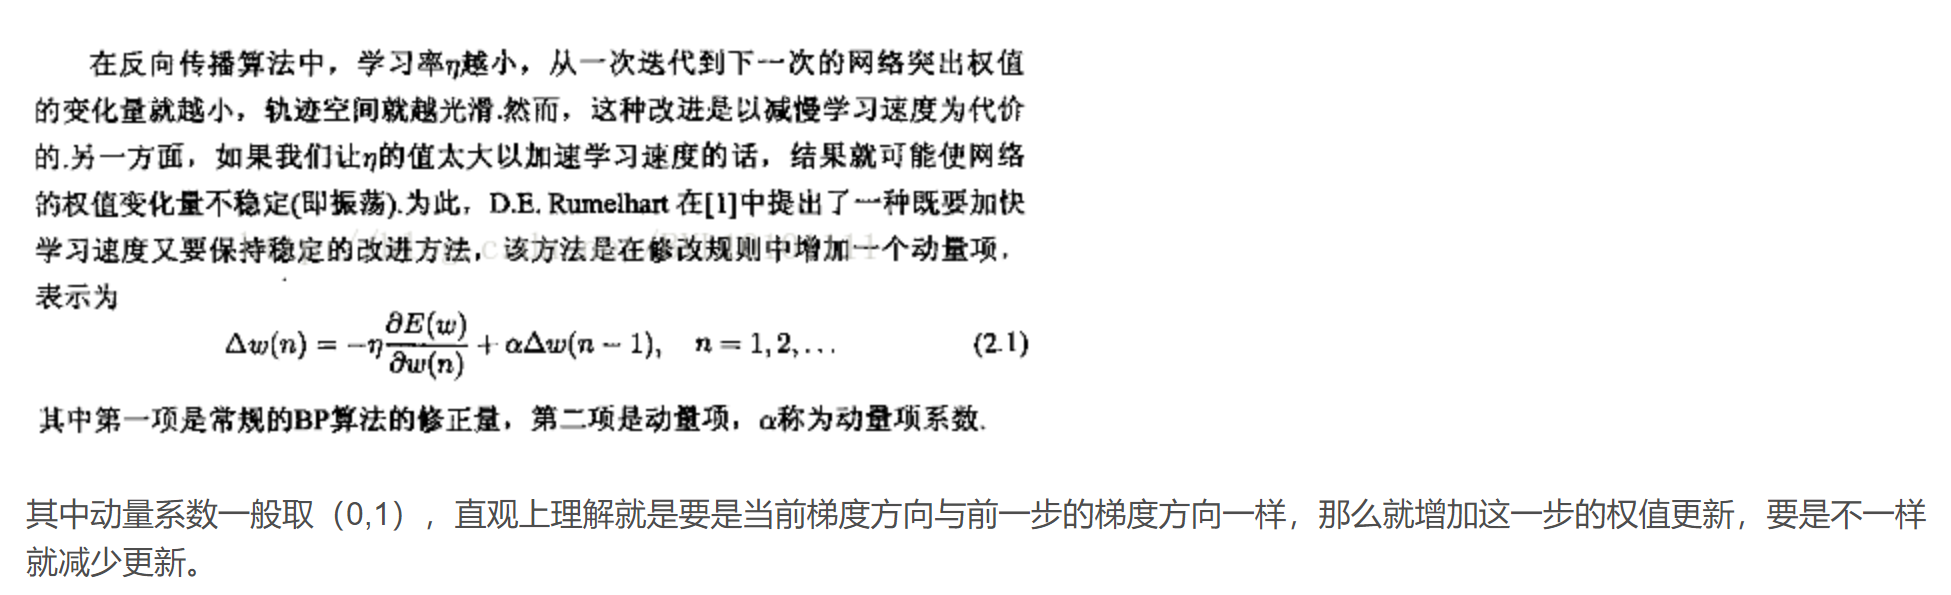 在反向传播算法中，学习率η越小，从一次迭代到下一次的网络突出权值
的变化量就越小，轨迹空间就越光滑.然而，这种改进是以减慢学习速度为代价
的.另一方面，如果我们让η的值太大以加速学习速度的话，结果就可能使网络
的权值变化量不稳定(即振荡).为此，D.E. Rumelhart 在[1]中提出了一种既要加快
学习速度又要保持稳定的改进方法，该方法是在修改规则中增加一个动量项，
表示为
Δw(n) = −η ∂E(w)/∂w(n) + αΔw(n − 1), n = 1, 2, ... (2.1)
其中第一项是常规的BP算法的修正量，第二项是动量项，α称为动量项系数.
其中动量系数一般取（0,1），直观上理解就是要是当前梯度方向与前一步的梯度方向一样，那么就增加这一步的权值更新，要是不一样
就减少更新。